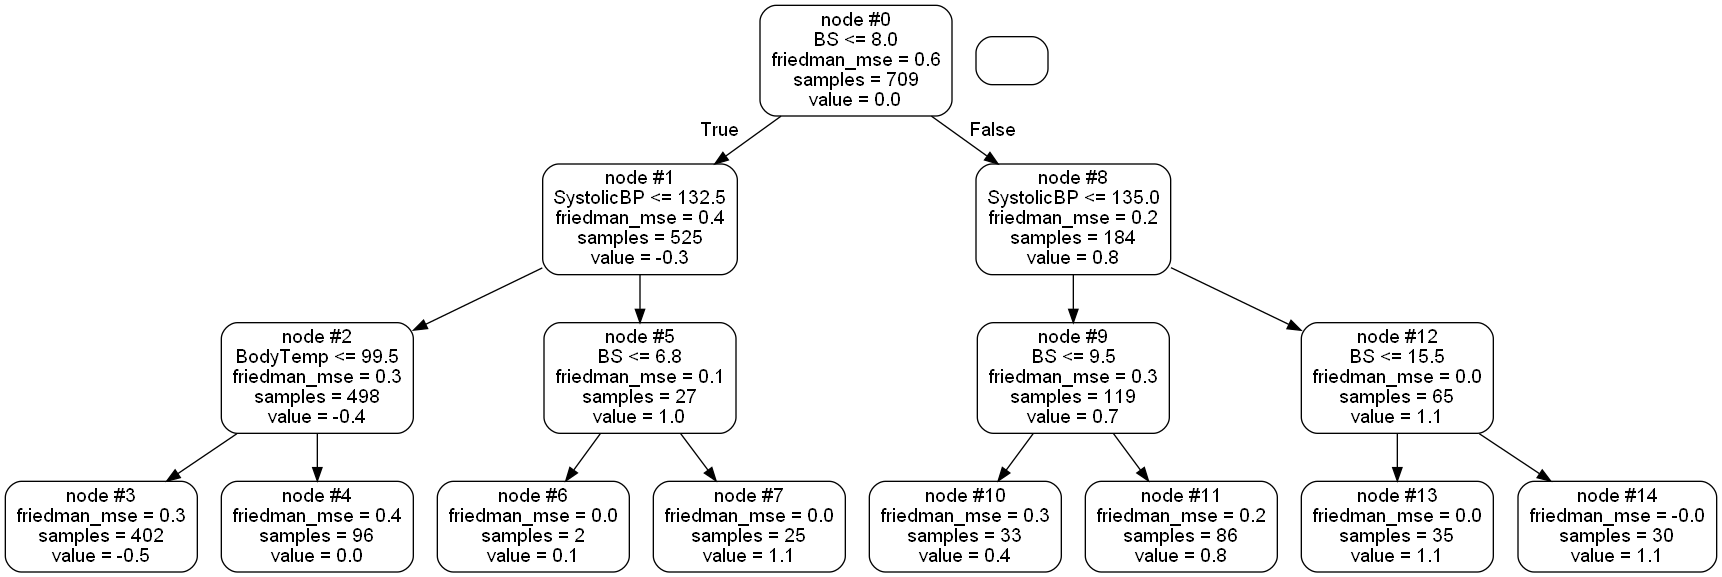 node #0
BS <= 8.0
friedman_mse = 0.6
samples = 709
value = 0.0
True
False
node #1
SystolicBP <= 132.5
friedman_mse = 0.4
samples = 525
value = -0.3
node #8
SystolicBP <= 135.0
friedman_mse = 0.2
samples = 184
value = 0.8
node #2
BodyTemp <= 99.5
friedman_mse = 0.3
samples = 498
value = -0.4
node #5
BS <= 6.8
friedman_mse = 0.1
samples = 27
value = 1.0
node #9
BS <= 9.5
friedman_mse = 0.3
samples = 119
value = 0.7
node #12
BS <= 15.5
friedman_mse = 0.0
samples = 65
value = 1.1
node #3
friedman_mse = 0.3
samples = 402
value = -0.5
node #4
friedman_mse = 0.4
samples = 96
value = 0.0
node #6
friedman_mse = 0.0
samples = 2
value = 0.1
node #7
friedman_mse = 0.0
samples = 25
value = 1.1
node #10
friedman_mse = 0.3
samples = 33
value = 0.4
node #11
friedman_mse = 0.2
samples = 86
value = 0.8
node #13
friedman_mse = 0.0
samples = 35
value = 1.1
node #14
friedman_mse = -0.0
samples = 30
value = 1.1